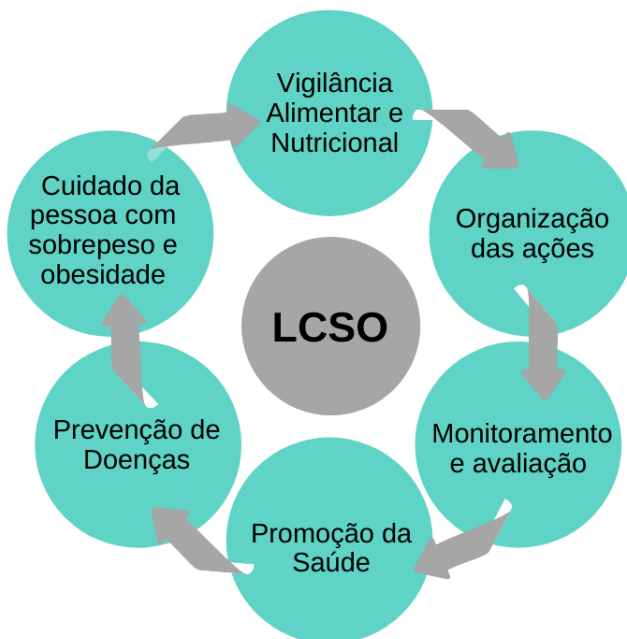 Vigilância
Alimentar e
Nutricional
Organização
das ações
Monitoramento
e avaliação
Promoção da
Saúde
Prevenção de
Doenças
Cuidado da
pessoa com
sobrepeso e
obesidade
LCSO